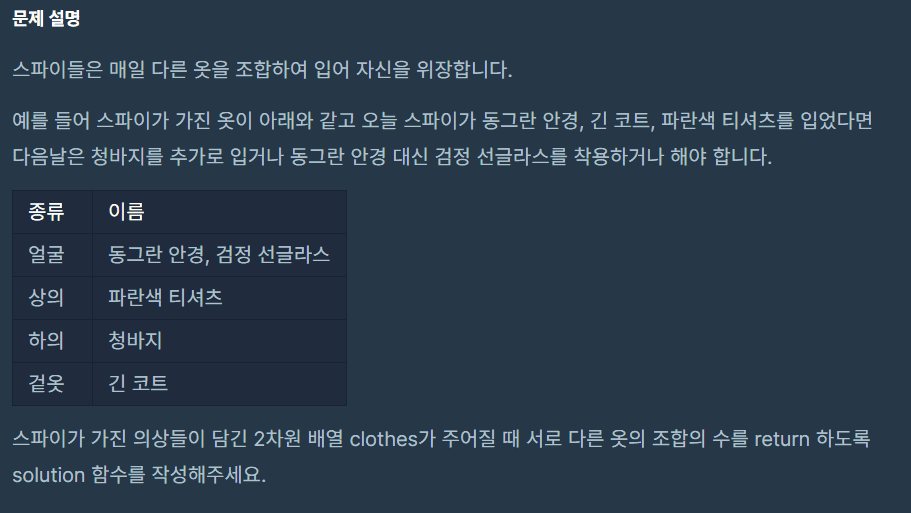 문제 설명
스파이들은 매일 다른 옷을 조합하여 입어 자신을 위장합니다.
예를 들어 스파이가 가진 옷이 아래와 같고 오늘 스파이가 동그란 안경, 긴 코트, 파란색 티셔츠를 입었다면
다음날은 청바지를 추가로 입거나 동그란 안경 대신 검정 선글라스를 착용하거나 해야 합니다.
종류 이름
얼굴 동그란 안경, 검정 선글라스
상의 파란색 티셔츠
하의 청바지
겉옷 긴 코트
스파이가 가진 의상들이 담긴 2차원 배열 clothes가 주어질 때 서로 다른 옷의 조합의 수를 return 하도록
solution 함수를 작성해주세요.